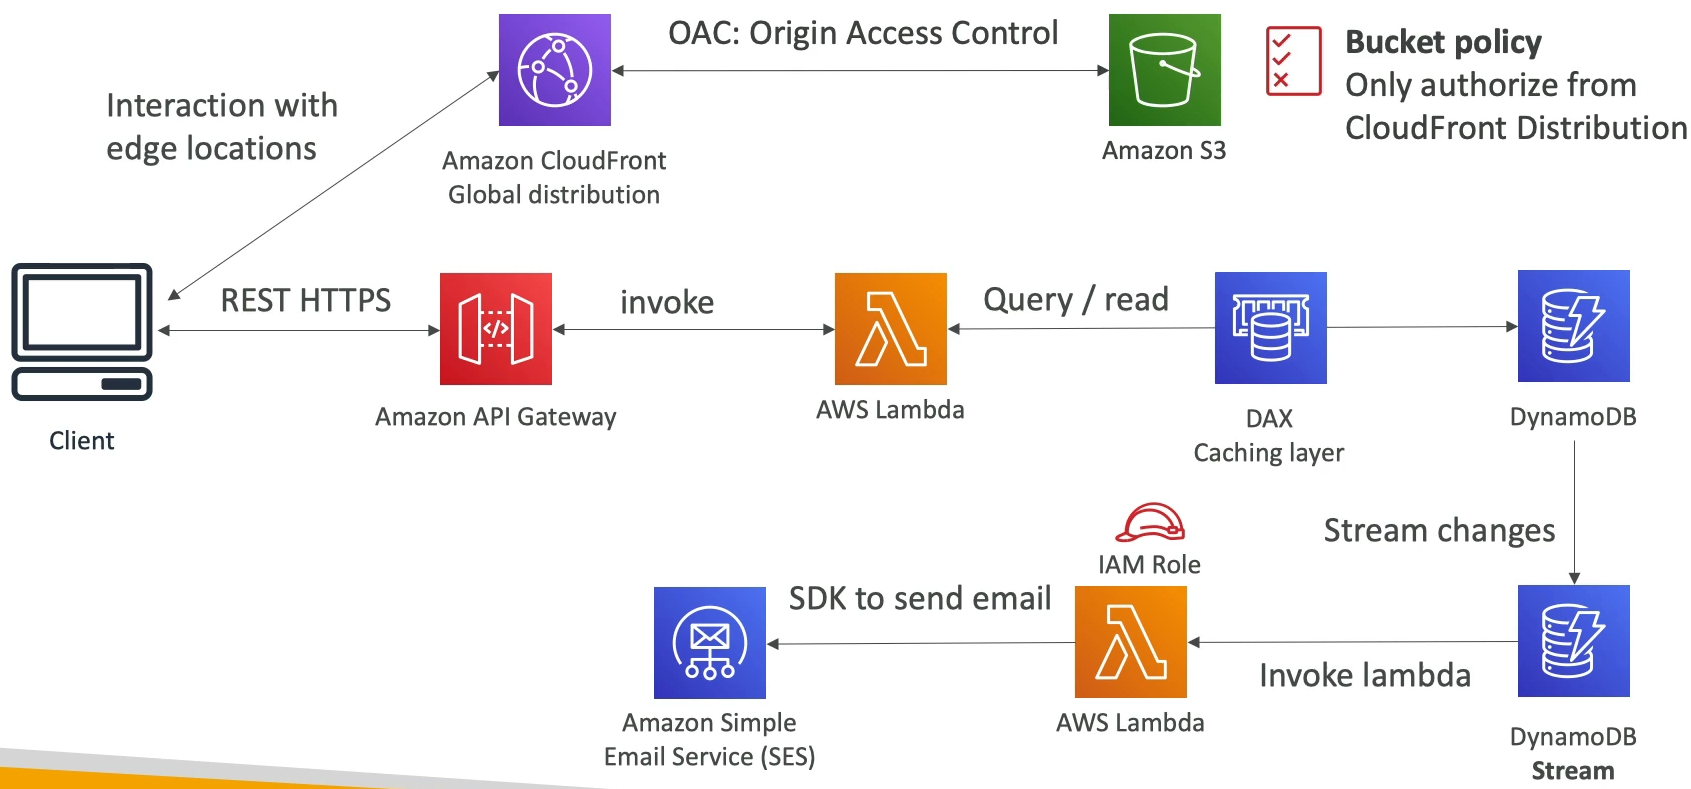 OAC: Origin Access Control
Bucket policy
Only authorize from
CloudFront Distribution
Interaction with
edge locations
Amazon CloudFront
Global distribution
Amazon S3
REST HTTPS
invoke
Query / read
</>
Client
Amazon API Gateway
AWS Lambda
DAX
Caching layer
DynamoDB
Stream changes
IAM Role
SDK to send email
Invoke lambda
Amazon Simple
Email Service (SES)
AWS Lambda
DynamoDB
Stream